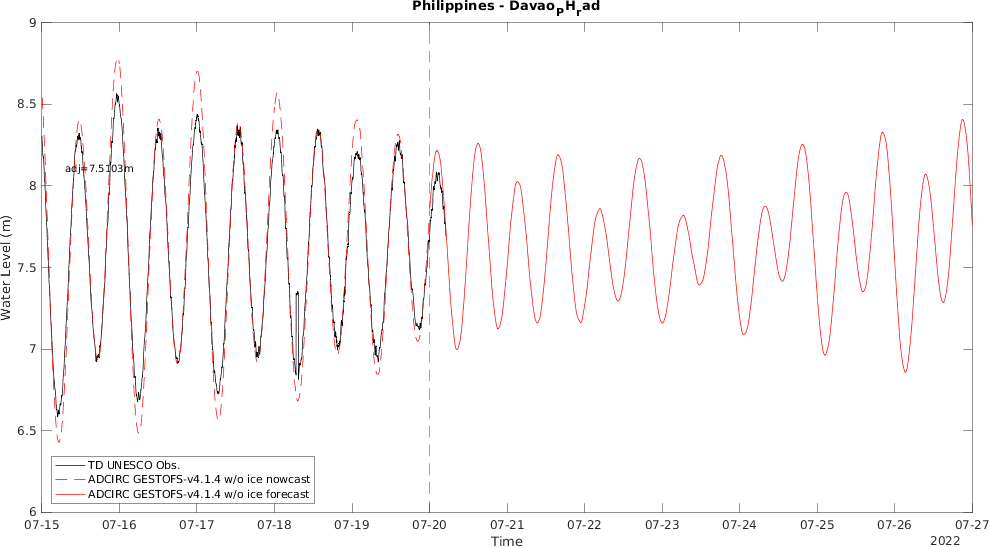 Philippines - DavaopHrad
9
8.5
8
7.5
7
6.5
6
Water Level (m)
adj=7.5103m
TD UNESCO Obs.
ADCIRC GESTOFS-v4.1.4 w/o ice nowcast
ADCIRC GESTOFS-v4.1.4 w/o ice forecast
07-15 07-16 07-17 07-18 07-19 07-20 07-21 07-22 07-23 07-24 07-25 07-26 07-27
Time
2022